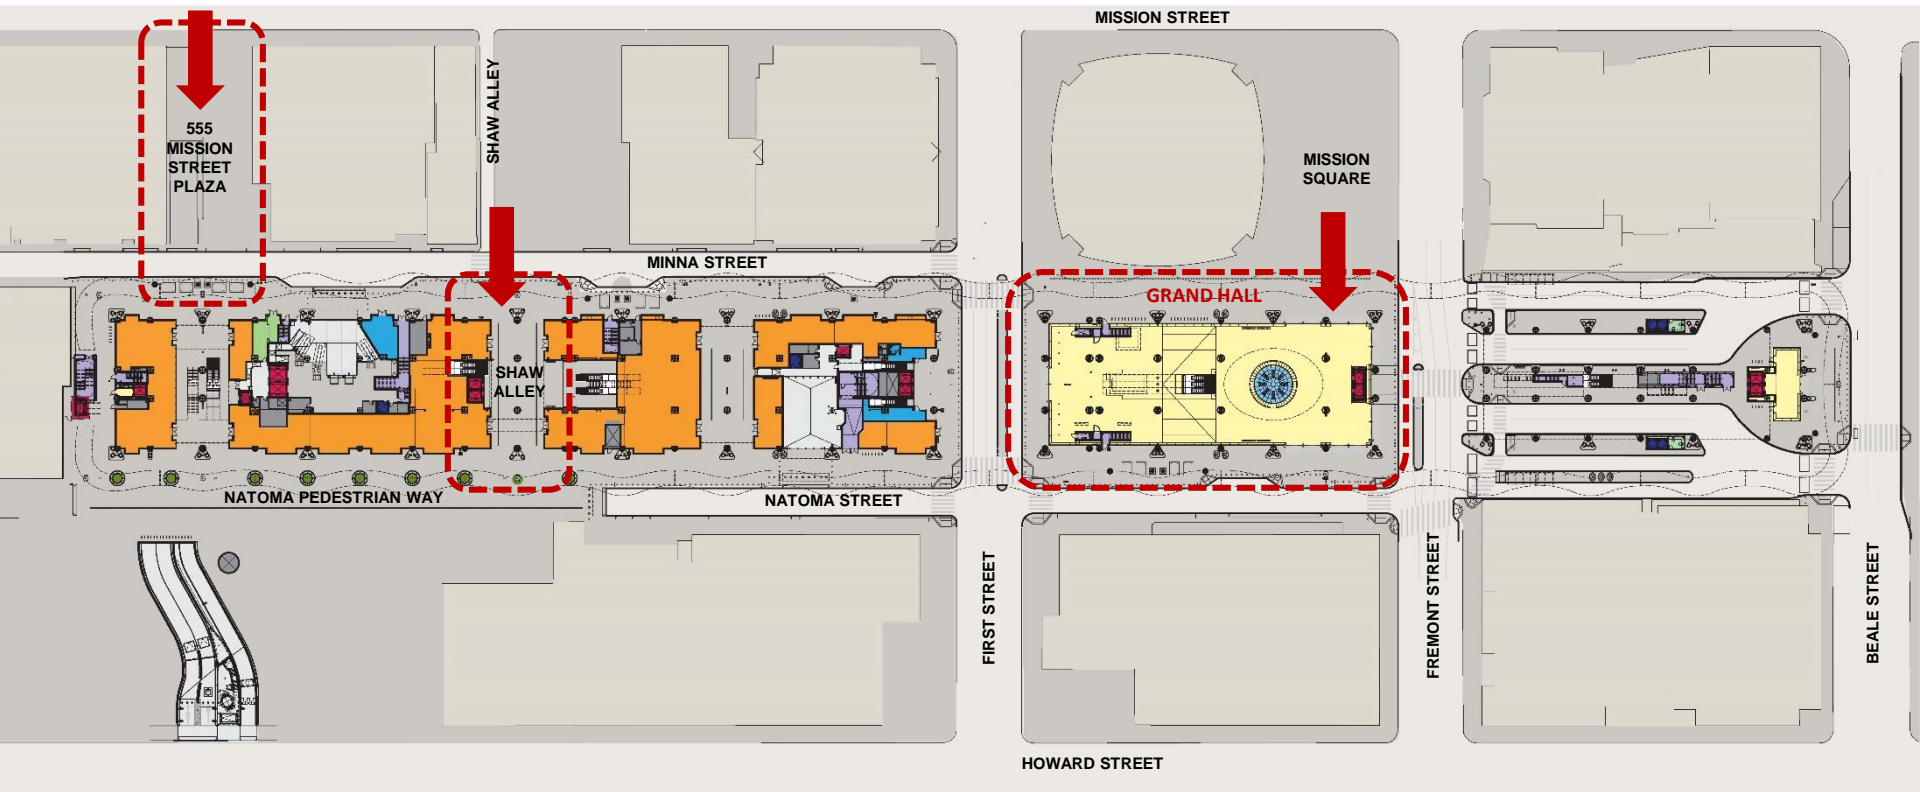 MISSION STREET
SHAW ALLEY
555
MISSION
STREET
PLAZA
MISSION
SQUARE
MINNA STREET
GRAND HALL
SHAW
ALLEY
NATOMA PEDESTRIAN WAY
NATOMA STREET
FIRST STREET
FREMONT STREET
BEALE STREET
HOWARD STREET